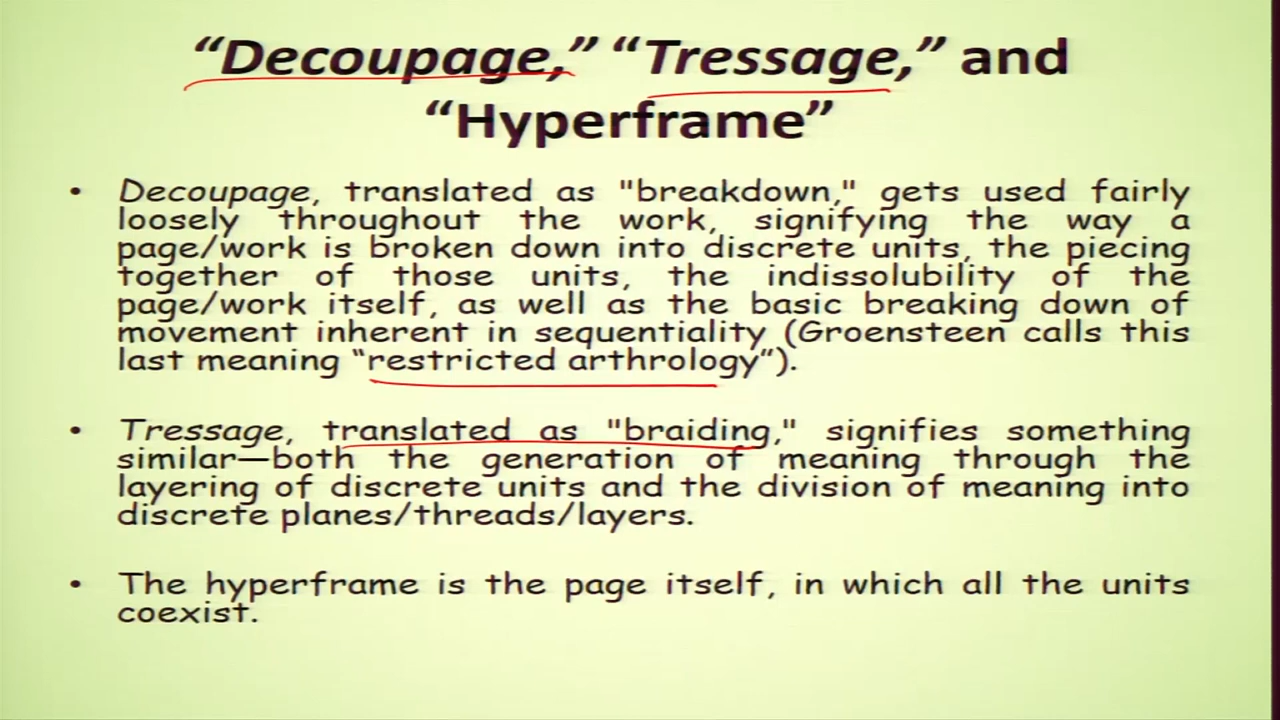 “Decoupage,” “Tressage,” and
“Hyperframe”
• Decoupage, translated as "breakdown," gets used fairly
loosely throughout the work, signifying the way a
page/work is broken down into discrete units, the piecing
together of those units, the indissolubility of the
page/work itself, as well as the basic breaking down of
movement inherent in sequentiality (Groensteen calls this
last meaning “restricted arthrology”).
• Tressage, translated as "braiding," signifies something
similar—both the generation of meaning through the
layering of discrete units and the division of meaning into
discrete planes/threads/layers.
• The hyperframe is the page itself, in which all the units
coexist.